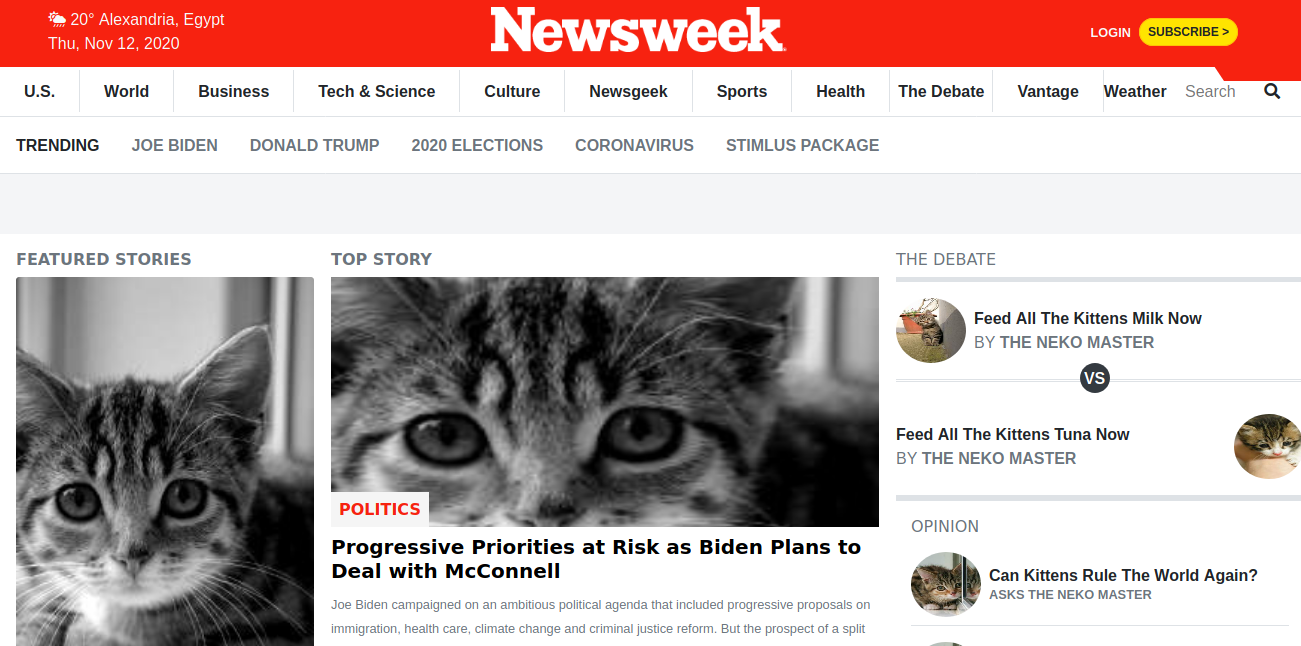 20° Alexandria, Egypt
Thu, Nov 12, 2020
Newsweek
LOGIN
SUBSCRIBE >
U.S.
World
Business
Tech & Science
Culture
Newsgeek
Sports
Health
The Debate
Vantage
Weather
Search
TRENDING
JOE BIDEN
DONALD TRUMP
2020 ELECTIONS
CORONAVIRUS
STIMLUS PACKAGE
FEATURED STORIES
TOP STORY
POLITICS
Progressive Priorities at Risk as Biden Plans to
Deal with McConnell
Joe Biden campaigned on an ambitious political agenda that included progressive proposals on
immigration, health care, climate change and criminal justice reform. But the prospect of a split
THE DEBATE
Feed All The Kittens Milk Now
BY THE NEKO MASTER
VS
Feed All The Kittens Tuna Now
BY THE NEKO MASTER
OPINION
Can Kittens Rule The World Again?
ASKS THE NEKO MASTER